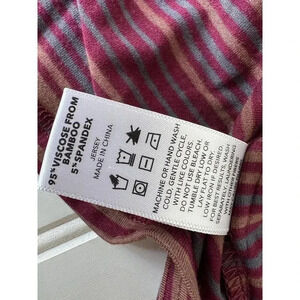 95% VISCOSE FROM
BAMBOO
5% SPANDEX
JERSEY
MADE IN CHINA
MACHINE OR HAND WASH
COLD, GENTLE CYCLE,
WITH LIKE COLORS.
DO NOT USE BLEACH.
TUMBLE DRY LOW OR
LAY FLAT TO DRY.
LOW IRON IF DESIRED.